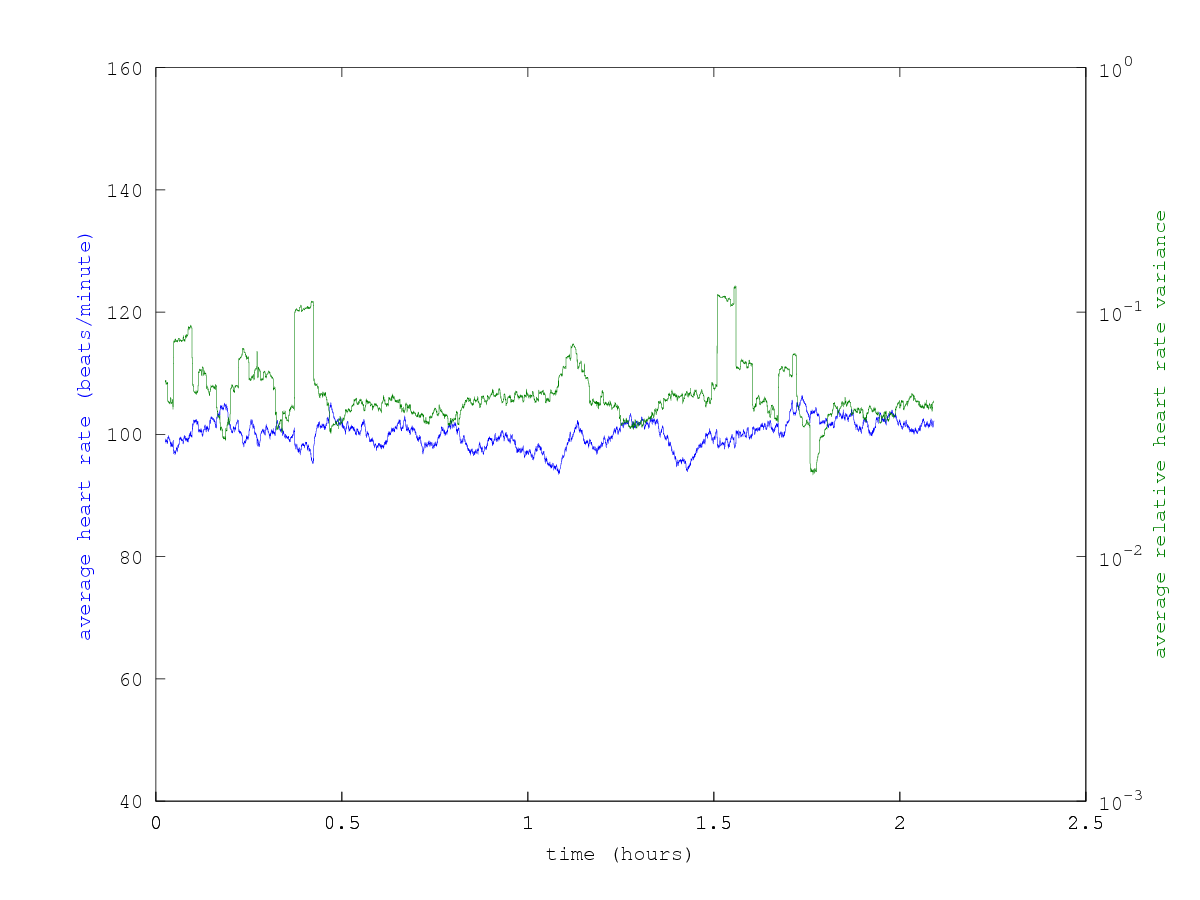 160
140
120
100
80
60
40
10^0
10^-1
10^-2
10^-3
0 0.5 1 1.5 2 2.5
time (hours)
average heart rate (beats/minute)
average relative heart rate variance